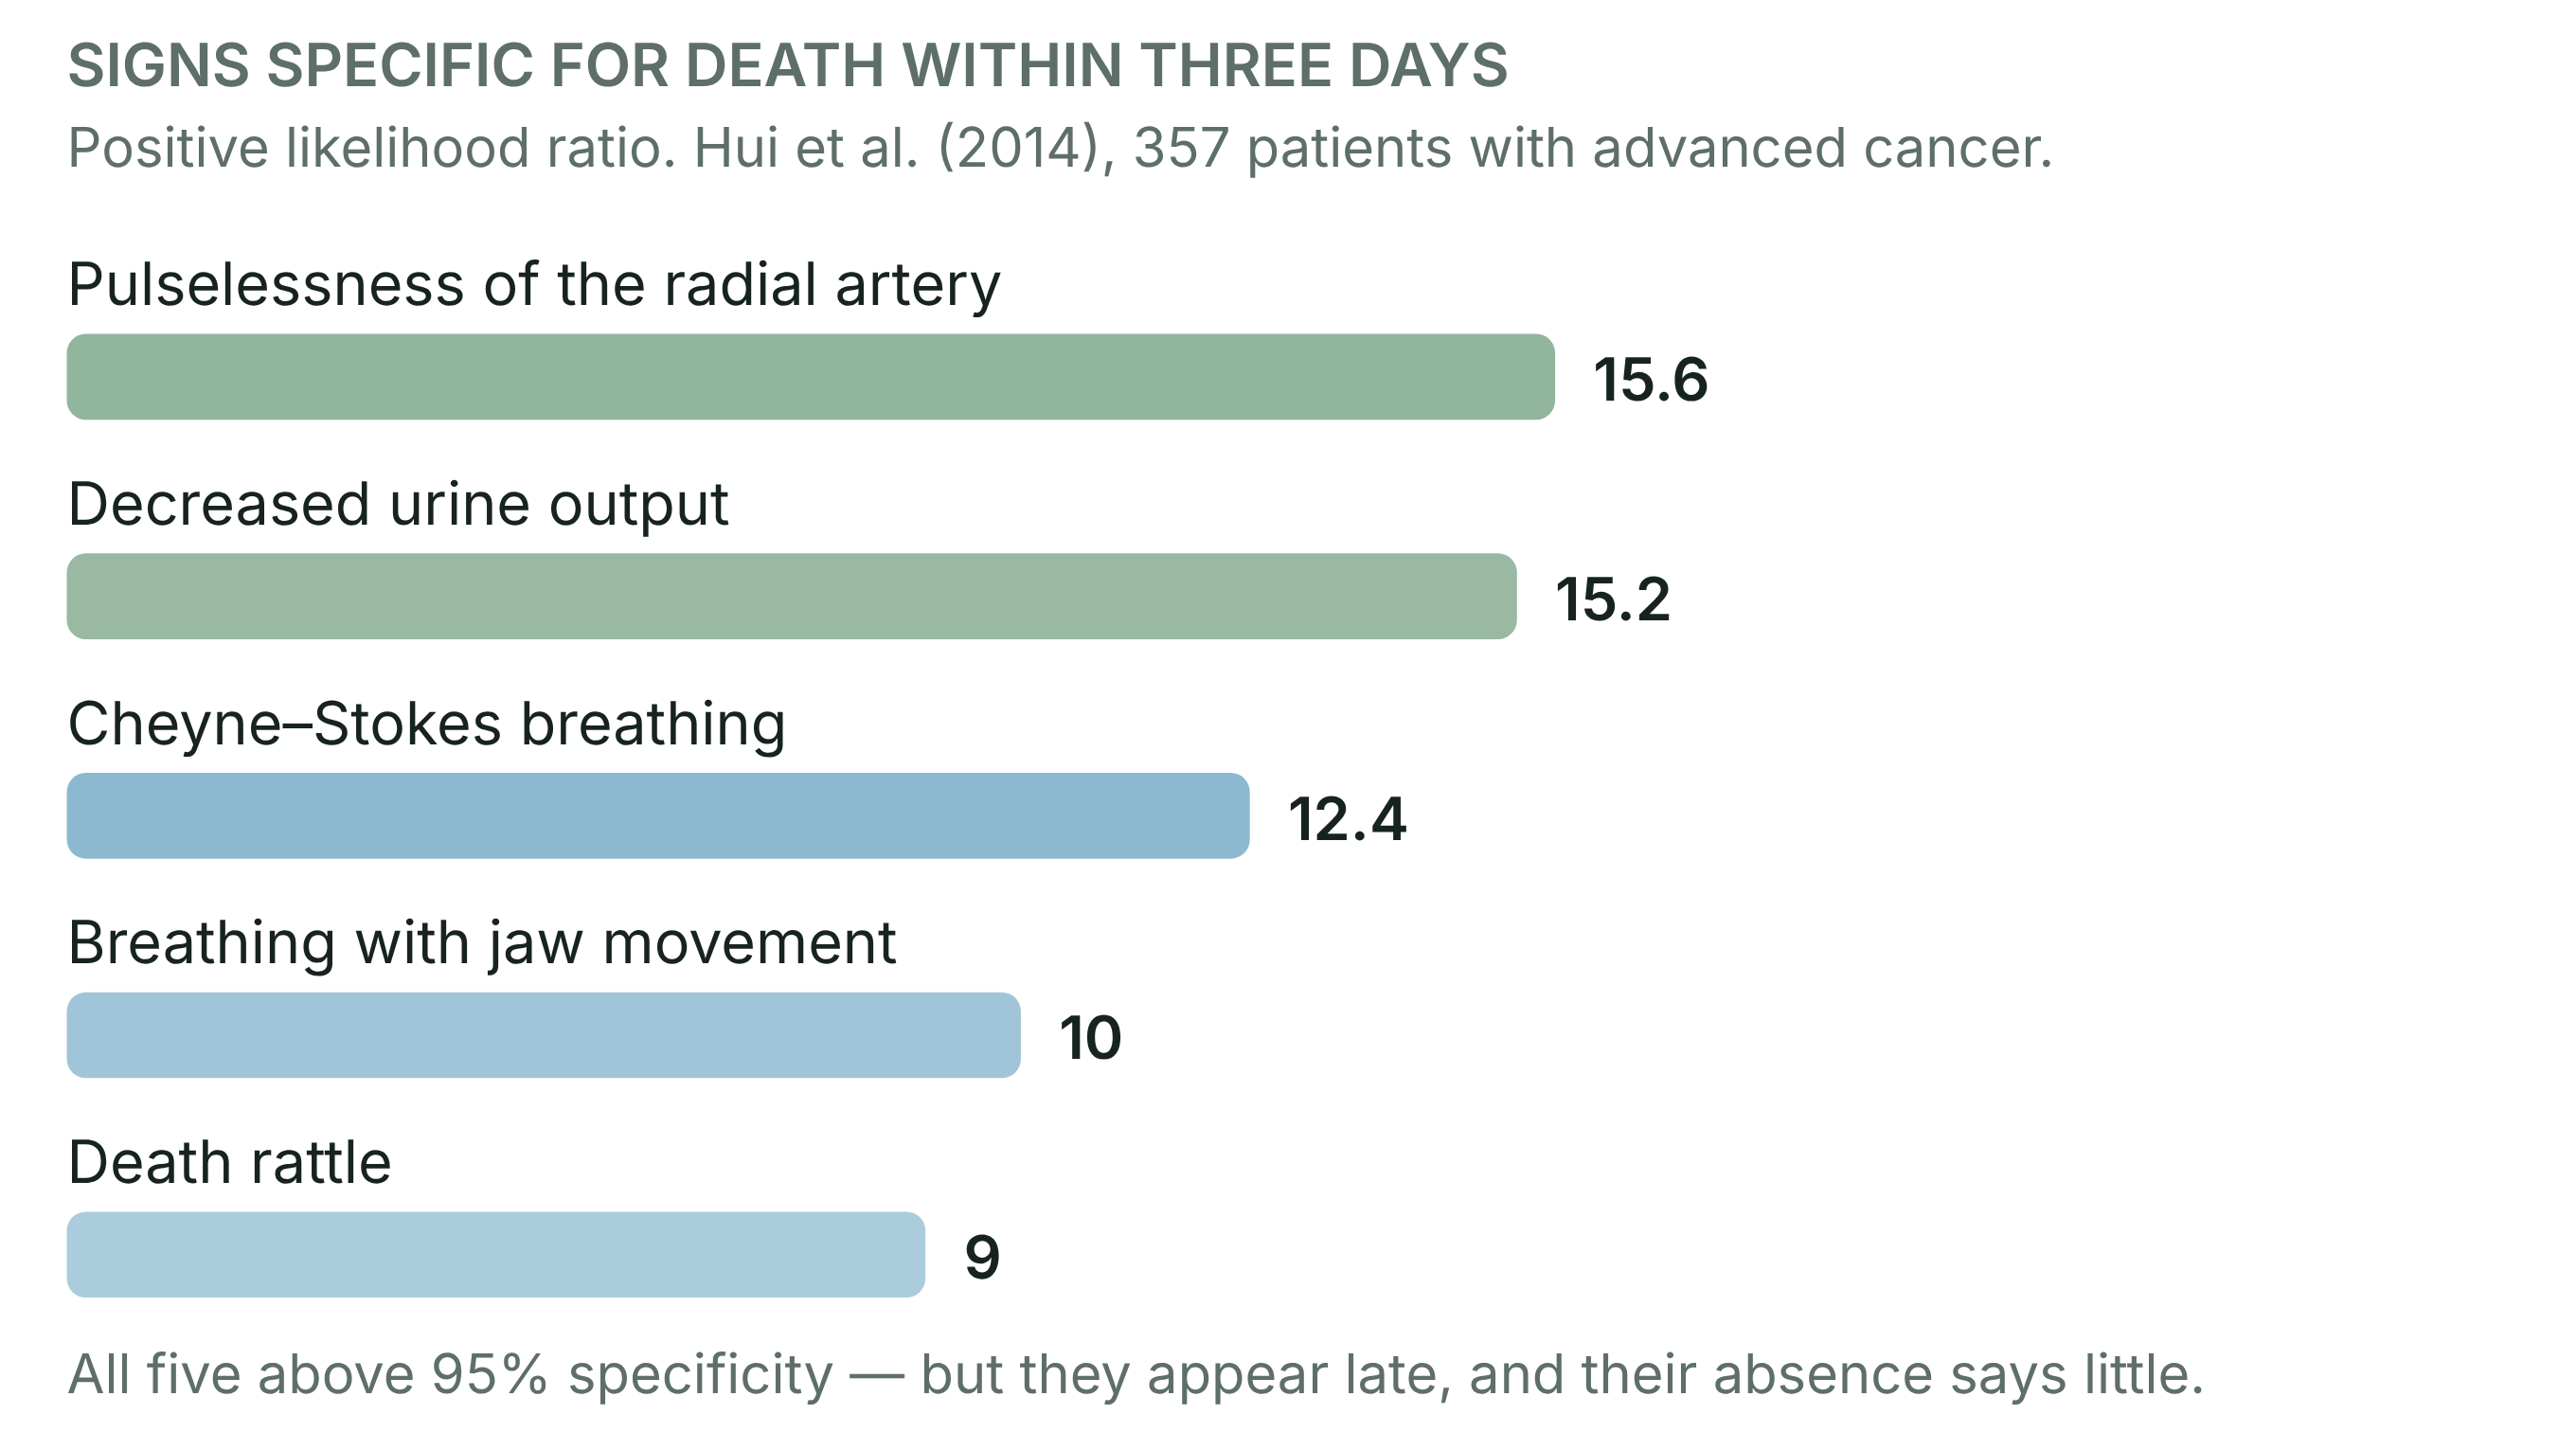 SIGNS SPECIFIC FOR DEATH WITHIN THREE DAYS
Positive likelihood ratio. Hui et al. (2014), 357 patients with advanced cancer.
Pulselessness of the radial artery
15.6
Decreased urine output
15.2
Cheyne–Stokes breathing
12.4
Breathing with jaw movement
10
Death rattle
9
All five above 95% specificity — but they appear late, and their absence says little.